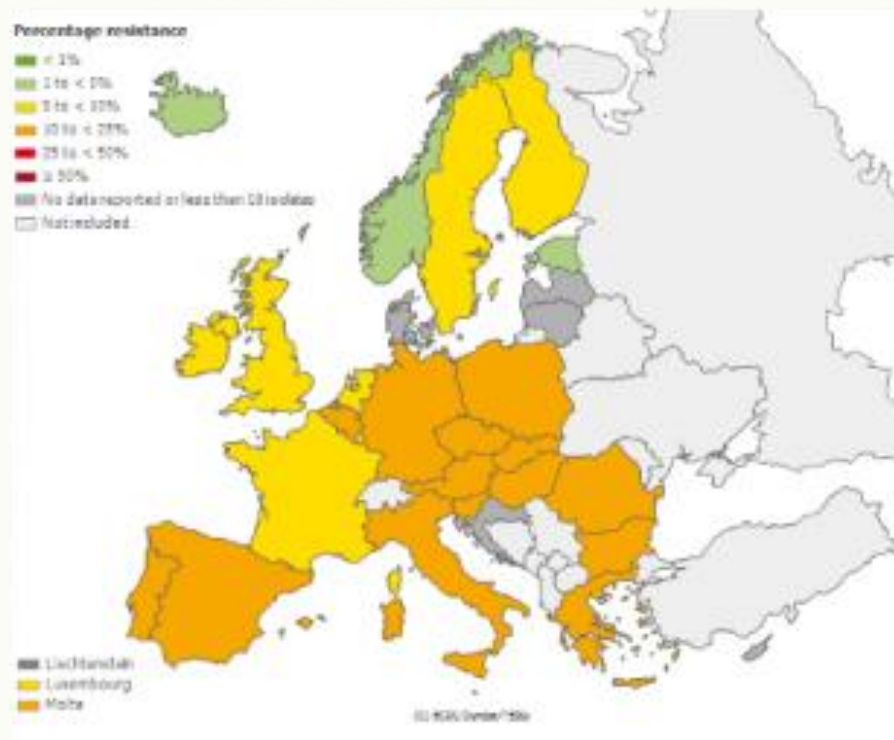 Percentage resistance
< 1%
1 to < 5%
5 to < 10%
10 to < 25%
25 to < 50%
≥ 50%
No data reported or less than 10 isolates
Not included
Liechtenstein
Luxembourg
Malta